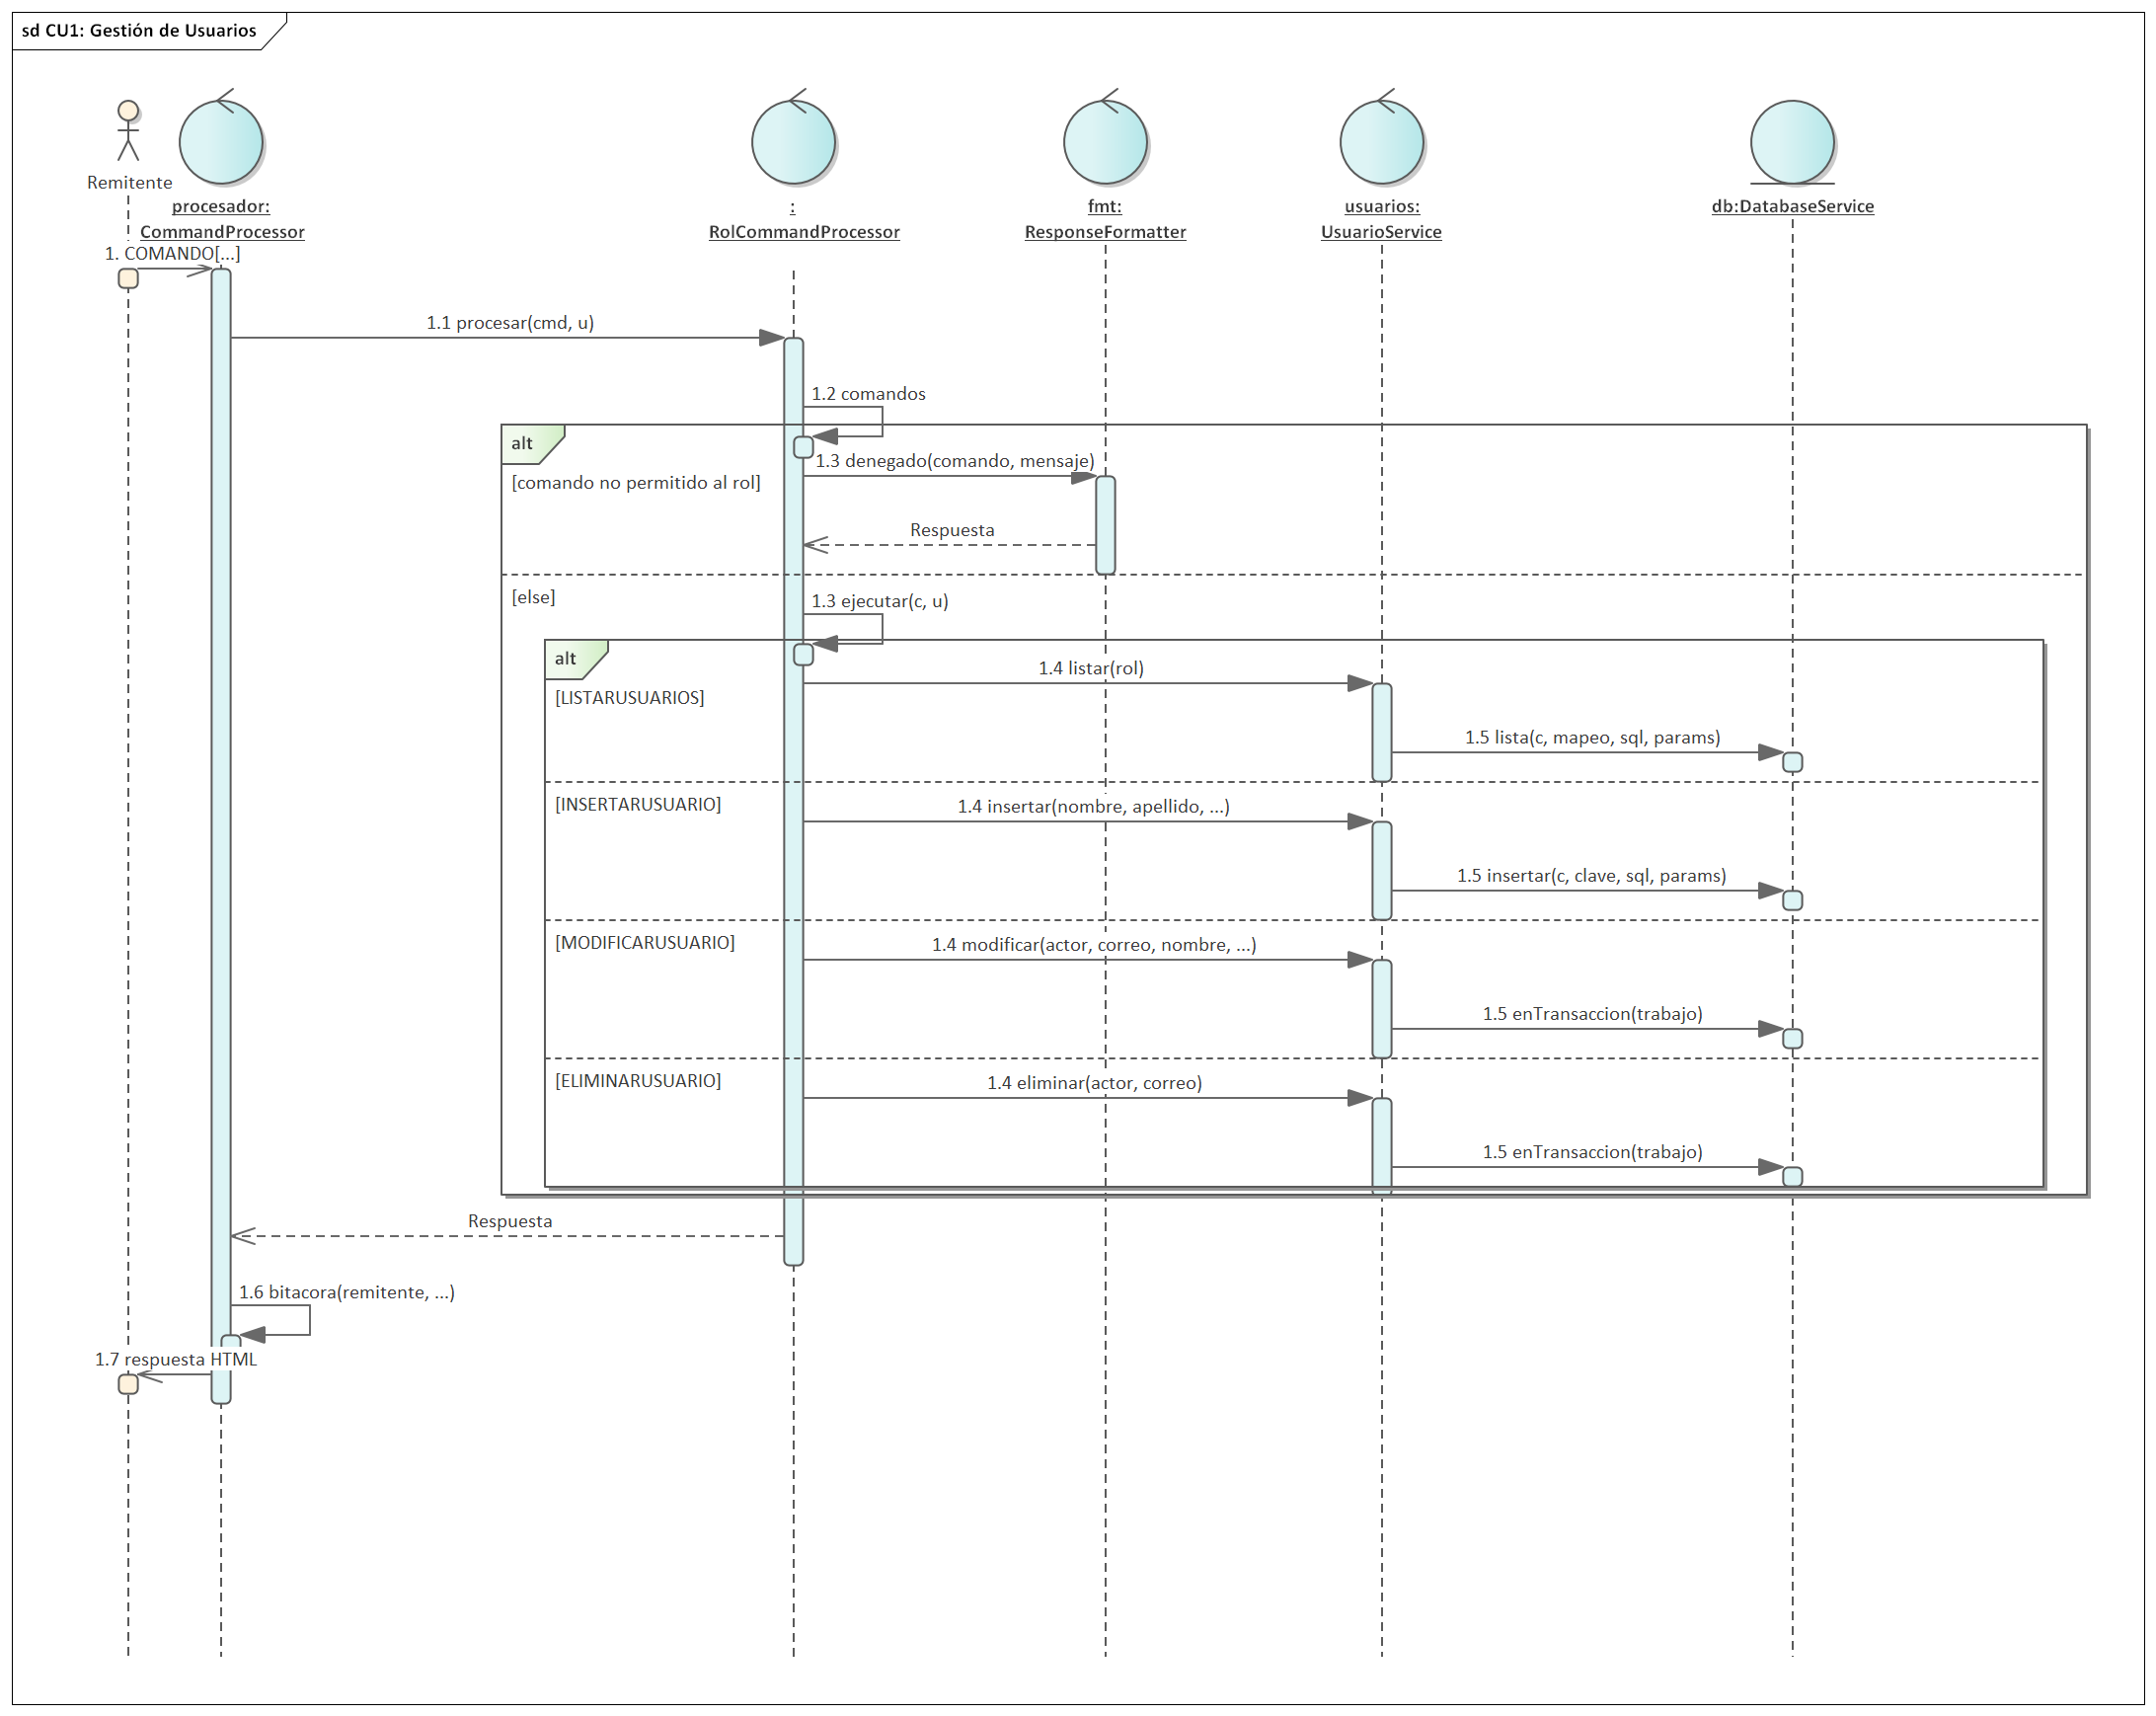 sd CU1: Gestión de Usuarios
Remitente
procesador:
CommandProcessor
:
RolCommandProcessor
fmt:
ResponseFormatter
usuarios:
UsuarioService
db:DatabaseService
1. COMANDO[...]
1.1 procesar(cmd, u)
1.2 comandos
alt
1.3 denegado(comando, mensaje)
[comando no permitido al rol]
Respuesta
[else]
1.3 ejecutar(c, u)
alt
1.4 listar(rol)
[LISTARUSUARIOS]
1.5 lista(c, mapeo, sql, params)
[INSERTARUSUARIO]
1.4 insertar(nombre, apellido, ...)
1.5 insertar(c, clave, sql, params)
[MODIFICARUSUARIO]
1.4 modificar(actor, correo, nombre, ...)
1.5 enTransaccion(trabajo)
[ELIMINARUSUARIO]
1.4 eliminar(actor, correo)
1.5 enTransaccion(trabajo)
Respuesta
1.6 bitacora(remitente, ...)
1.7 respuesta HTML